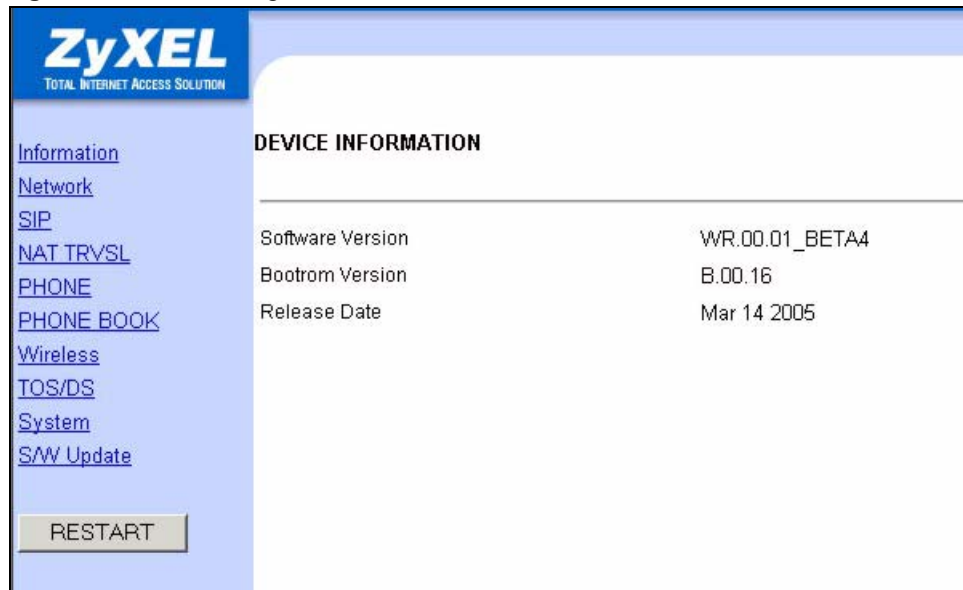 ZyXEL
TOTAL INTERNET ACCESS SOLUTION
Information
Network
SIP
NAT TRVSL
PHONE
PHONE BOOK
Wireless
TOS/DS
System
S/W Update
RESTART
DEVICE INFORMATION
Software Version WR.00.01_BETA4
Bootrom Version B.00.16
Release Date Mar 14 2005